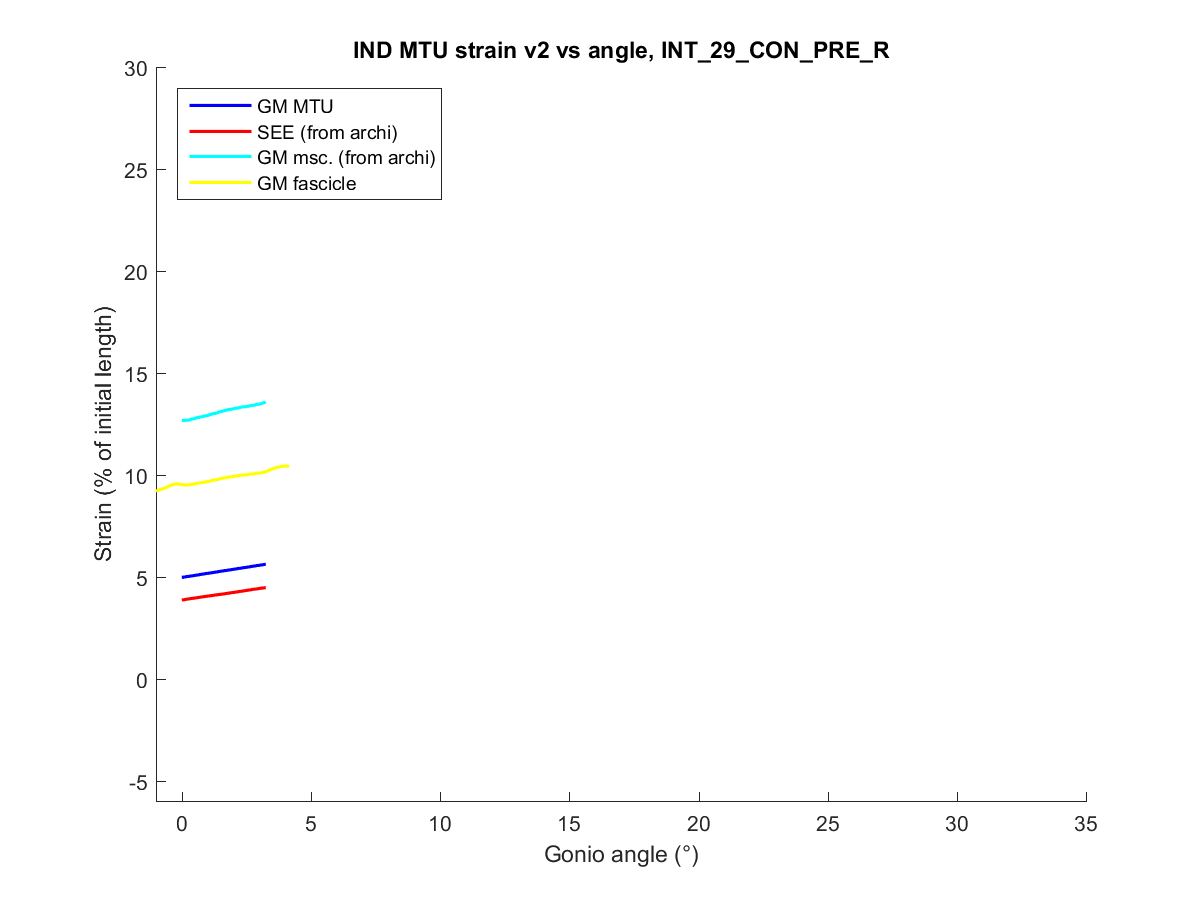 IND MTU strain v2 vs angle, INT_29_CON_PRE_R
30
25
20
15
10
5
0
-5
Strain (% of initial length)
GM MTU
SEE (from archi)
GM msc. (from archi)
GM fascicle
0 5 10 15 20 25 30 35
Gonio angle (°)